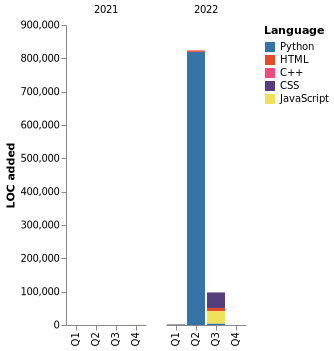 2021 2022
Language
Python
HTML
C++
CSS
JavaScript
LOC added
900,000
800,000
700,000
600,000
500,000
400,000
300,000
200,000
100,000
0
Q1 Q2 Q3 Q4 Q1 Q2 Q3 Q4